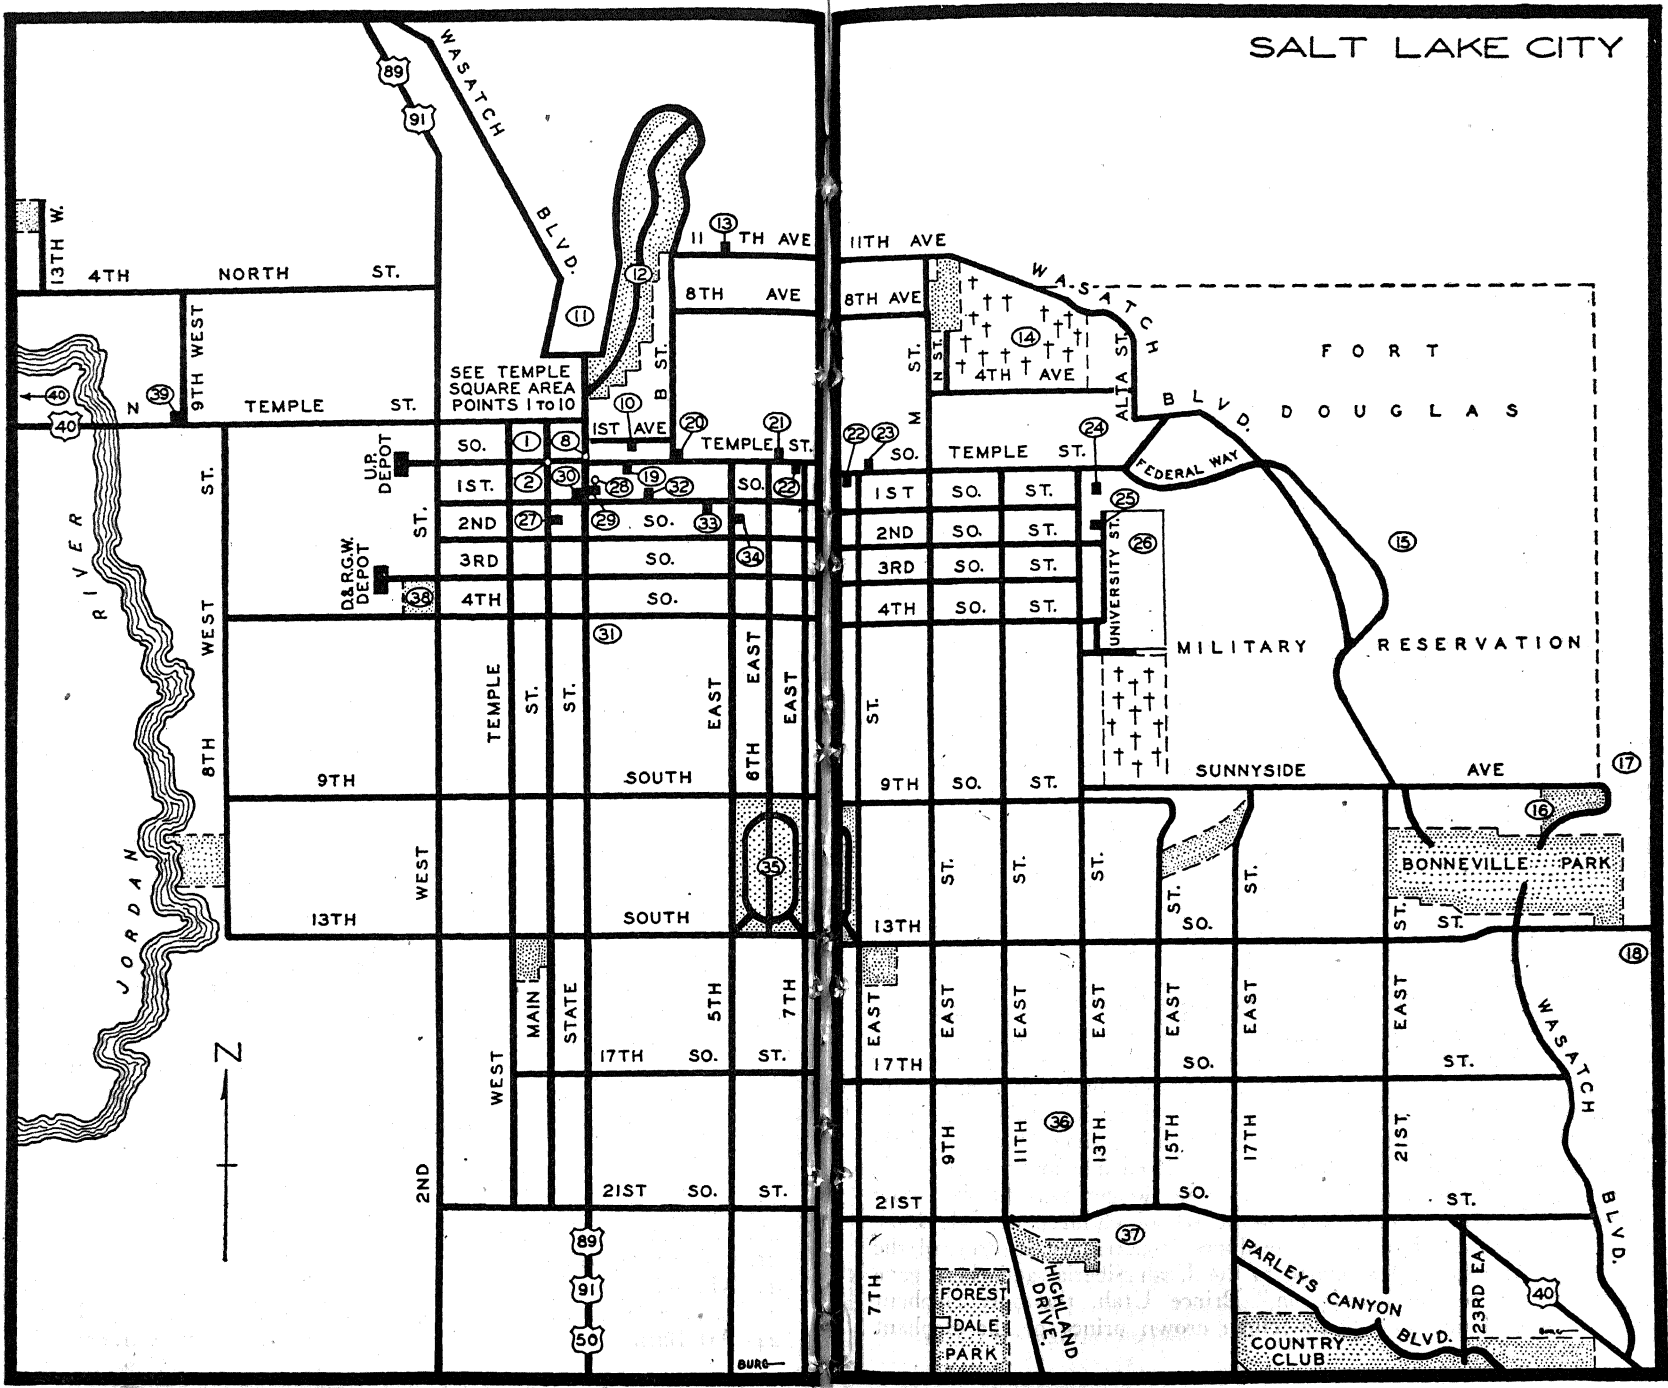 SALT LAKE CITY
89
91
WASATCH
BLVD.
13TH W.
4TH NORTH ST.
11 TH AVE
13
11TH AVE
WASATCH
12
8TH AVE
8TH AVE
11
14
FORT
DOUGLAS
9TH WEST
B ST.
M ST.
N ST.
4TH AVE
ALTA ST.
BLVD.
SEE TEMPLE
SQUARE AREA
POINTS 1 TO 10
40
40
39
N TEMPLE ST.
10
1ST AVE
20
21
22
23
24
SO. TEMPLE ST.
SO. TEMPLE ST.
FEDERAL WAY
U.P.
DEPOT
1
8
1ST. SO.
2
30
28
19
32
22
1ST SO. ST.
25
2ND SO.
27
29
33
34
2ND SO. ST.
26
15
D.&R.G.W.
DEPOT
3RD SO.
3RD SO. ST.
38
4TH SO.
4TH SO. ST.
UNIVERSITY ST.
31
MILITARY RESERVATION
RIVER
JORDAN
8TH WEST ST.
2ND WEST ST.
WEST TEMPLE
MAIN ST.
STATE ST.
5TH EAST
6TH EAST
7TH EAST
9TH SOUTH
9TH SO. ST.
SUNNYSIDE AVE
17
16
35
BONNEVILLE PARK
13TH SOUTH
13TH SO. ST.
18
7TH EAST ST.
9TH EAST ST.
11TH EAST ST.
13TH EAST ST.
15TH EAST ST.
17TH EAST ST.
21ST. EAST ST.
WASATCH
BLVD.
N
17TH SO. ST.
17TH SO. ST.
36
21ST SO. ST.
21ST SO. ST.
37
89
91
50
FOREST
DALE
PARK
HIGHLAND
DRIVE.
PARLEYS CANYON BLVD.
COUNTRY
CLUB
23RD EA.
40
BURG